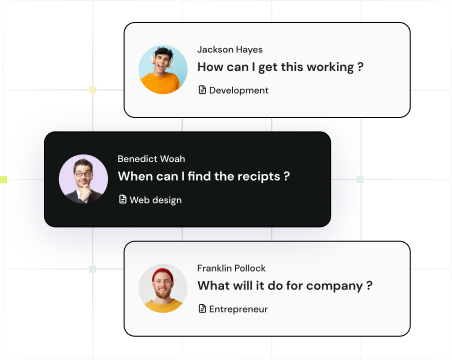 Jackson Hayes
How can I get this working ?
Development
Benedict Woah
When can I find the recipts ?
Web design
Franklin Pollock
What will it do for company ?
Entrepreneur